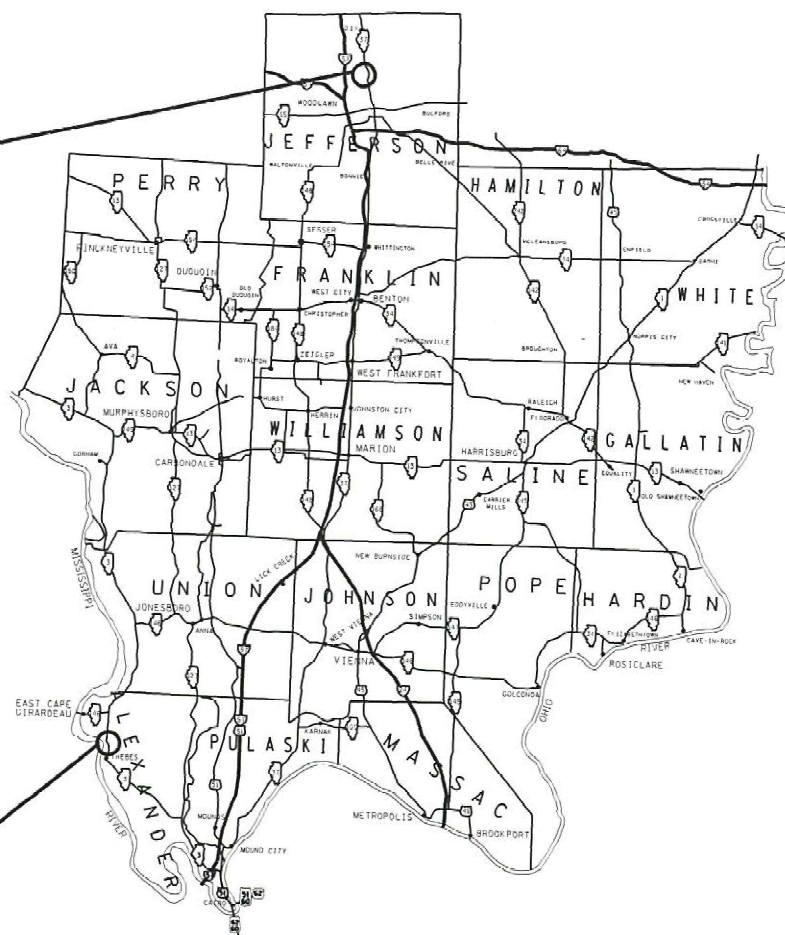 WOODLAWN
BULFORD
JEFFERSON
WALTONVILLE
BELLE RIVE
BONNIE
PERRY
HAMILTON
CROSSVILLE
SESSER
PINCKNEYVILLE
WHITTINGTON
MCLEANSBORO
ENFIELD
CARMI
DUQUOIN
FRANKLIN
WHITE
OLD DUQUOIN
WEST CITY
BENTON
CHRISTOPHER
THOMPSONVILLE
BROUGHTON
NORRIS CITY
AVA
ROYALTON
ZEIGLER
WEST FRANKFORT
NEW HAVEN
JACKSON
HURST
JOHNSTON CITY
RALEIGH
MURPHYSBORO
HERRIN
ELDORADO
WILLIAMSON
GALLATIN
GORHAM
CARBONDALE
MARION
HARRISBURG
SALINE
EQUALITY
SHAWNEETOWN
CARRIER MILLS
OLD SHAWNEETOWN
MISSISSIPPI
NEW BURNSIDE
LICK CREEK
UNION
JOHNSON
POPE
HARDIN
JONESBORO
ANNA
WEST VIENNA
SIMPSON
EDDYVILLE
ELIZABETHTOWN
RIVER
CAVE-IN-ROCK
VIENNA
ROSICLARE
GOLCONDA
OHIO
EAST CAPE GIRARDEAU
LEXANDER
THEBES
PULASKI
KARNAK
MASSAC
RIVER
MOUNDS
METROPOLIS
BROOKPORT
MOUND CITY
CAIRO